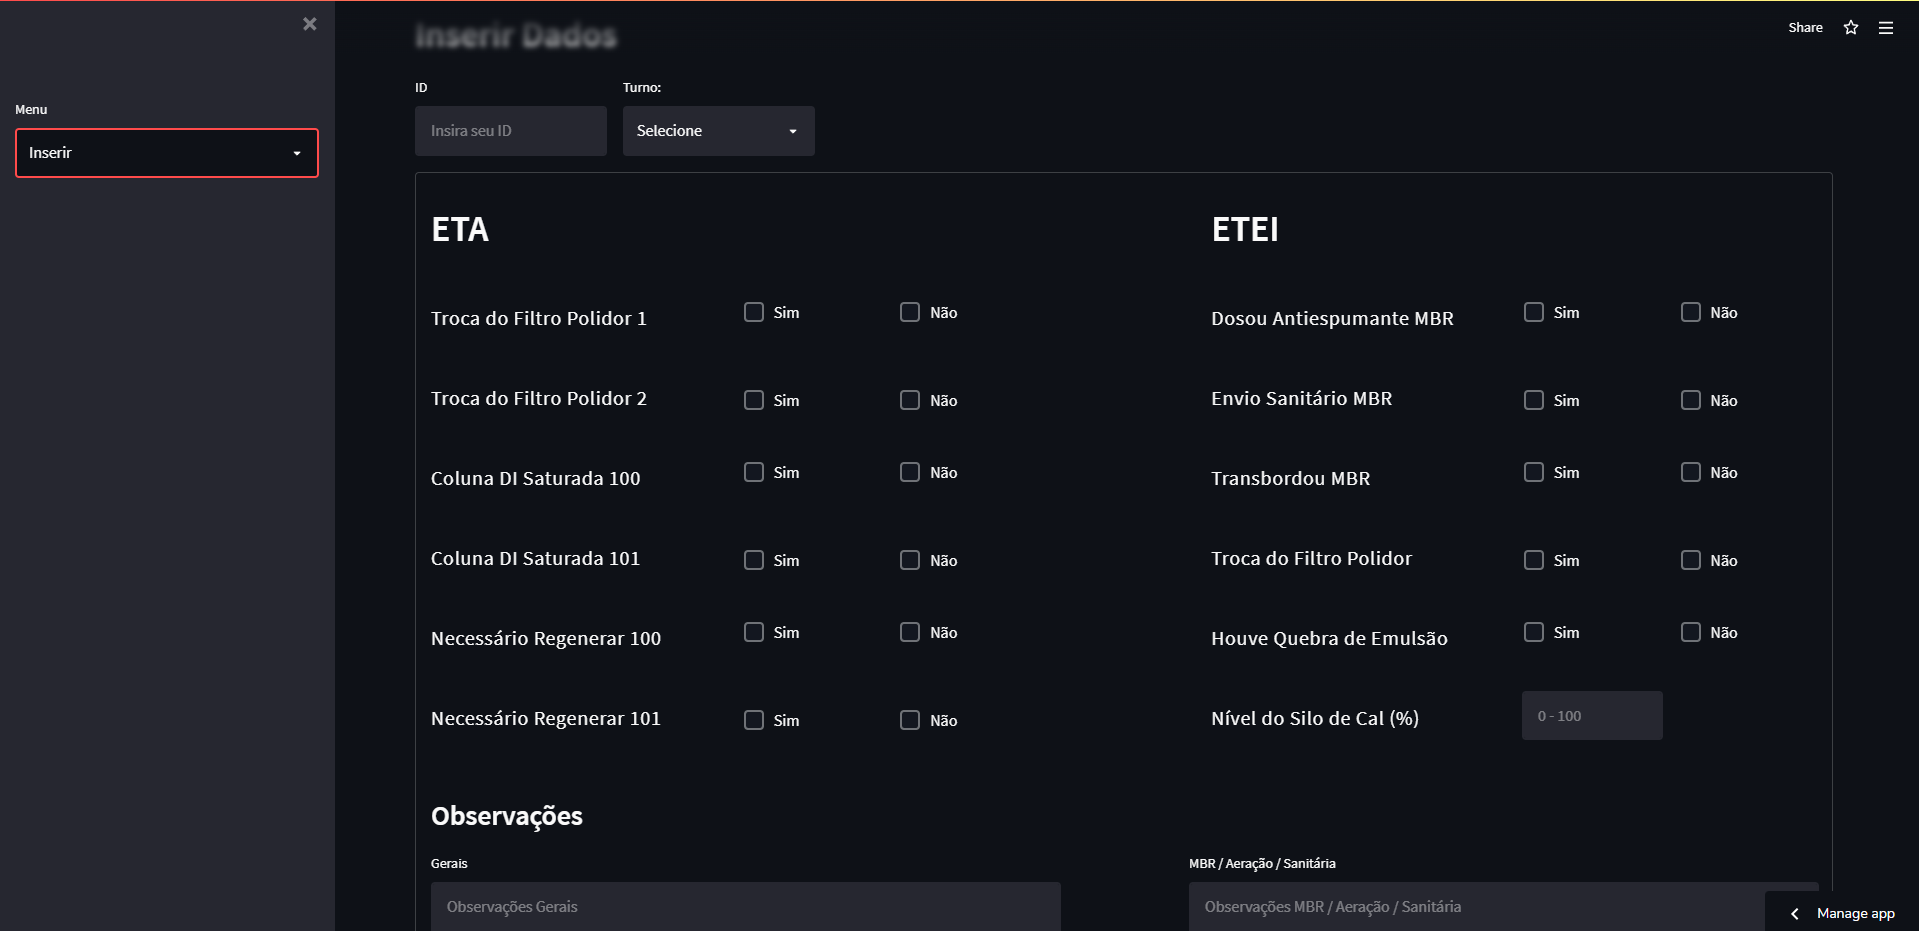 Inserir Dados
Share
Menu
Inserir
ID
Turno:
Insira seu ID
Selecione
ETA
Troca do Filtro Polidor 1
Sim
Não
Troca do Filtro Polidor 2
Sim
Não
Coluna DI Saturada 100
Sim
Não
Coluna DI Saturada 101
Sim
Não
Necessário Regenerar 100
Sim
Não
Necessário Regenerar 101
Sim
Não
ETEI
Dosou Antiespumante MBR
Sim
Não
Envio Sanitário MBR
Sim
Não
Transbordou MBR
Sim
Não
Troca do Filtro Polidor
Sim
Não
Houve Quebra de Emulsão
Sim
Não
Nível do Silo de Cal (%)
0 - 100
Observações
Gerais
Observações Gerais
MBR / Aeração / Sanitária
Observações MBR / Aeração / Sanitária
Manage app